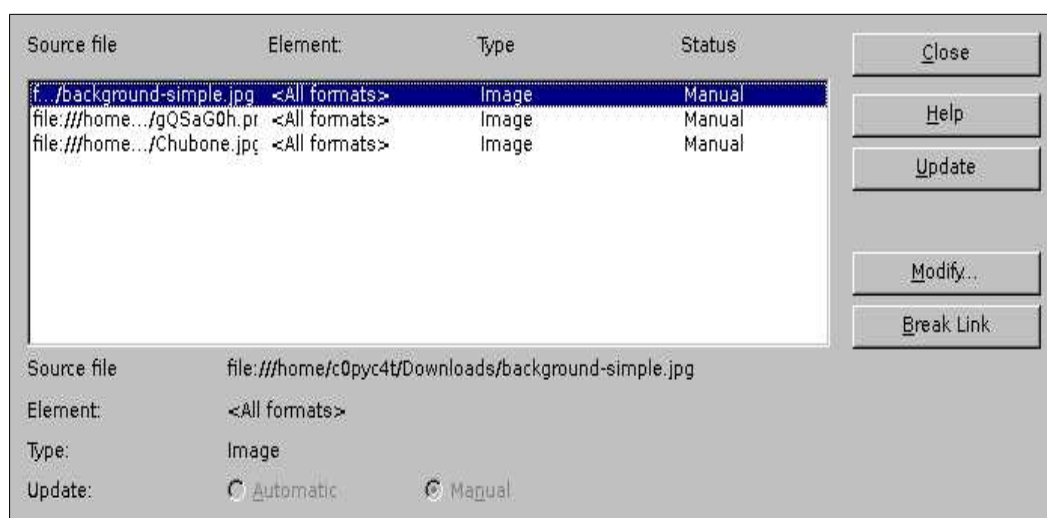 Source file Element: Type Status
f.../background-simple.jpg <All formats> Image Manual
file:///home.../gQSaG0h.pr <All formats> Image Manual
file:///home.../Chubone.jpg <All formats> Image Manual
Close
Help
Update
Modify...
Break Link
Source file file:///home/c0pyc4t/Downloads/background-simple.jpg
Element: <All formats>
Type: Image
Update: Automatic Manual